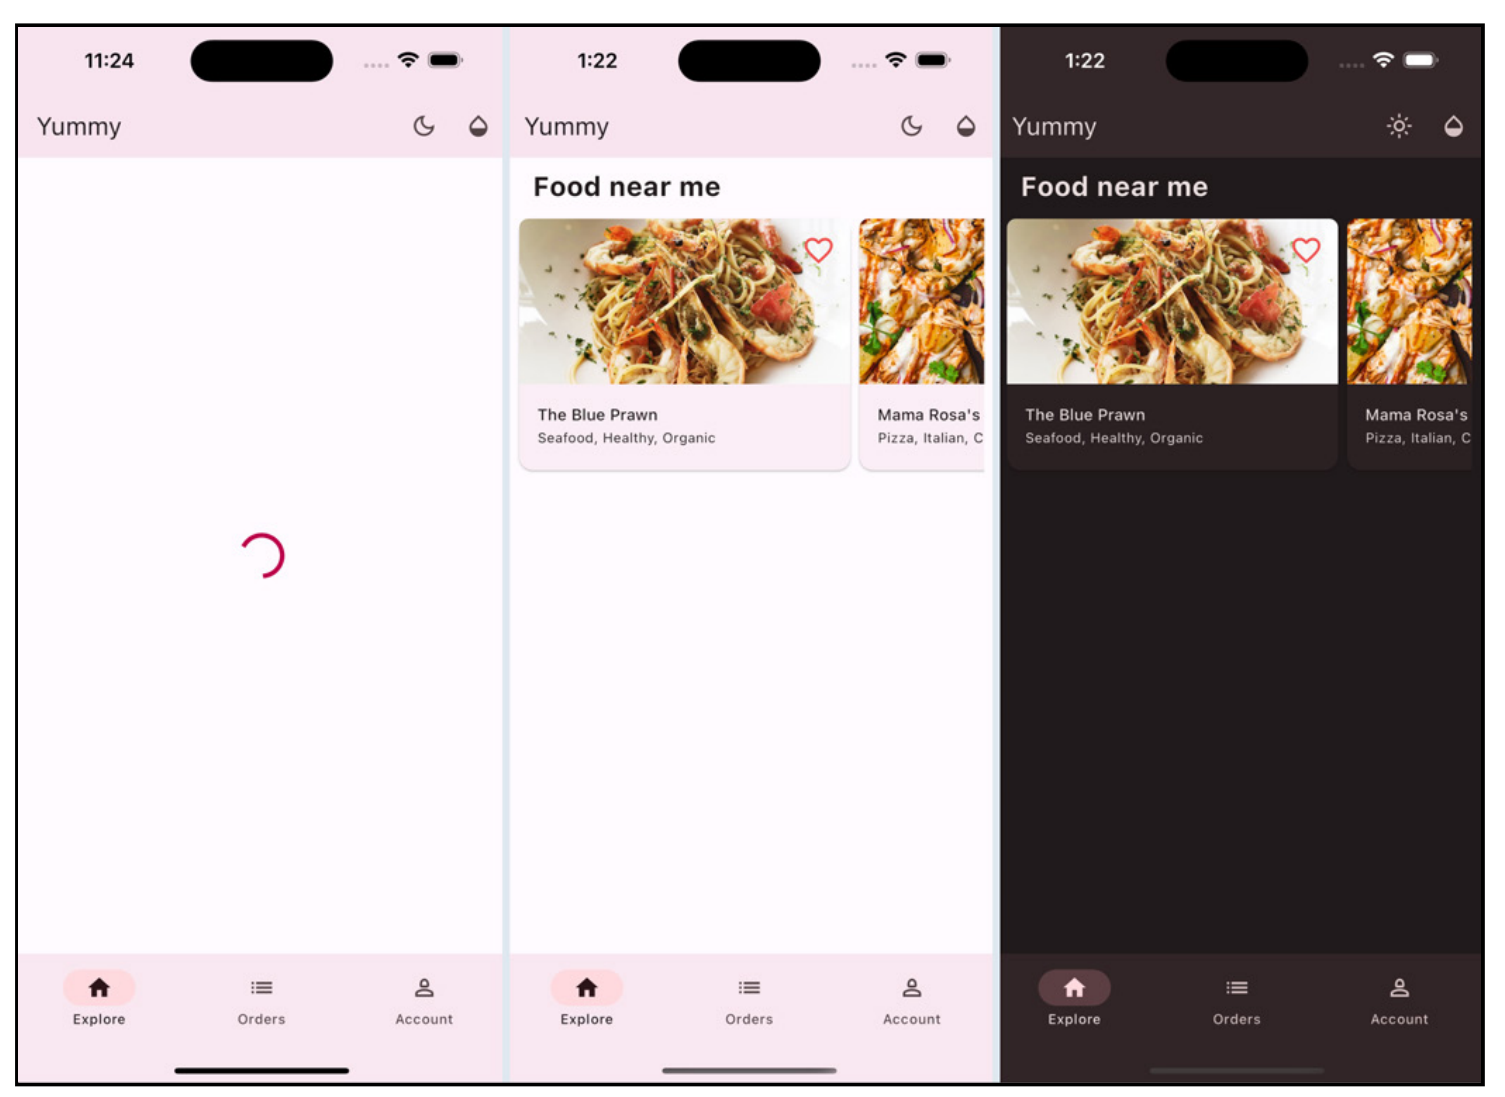 11:24
Yummy
Explore
Orders
Account
1:22
Yummy
Food near me
The Blue Prawn
Seafood, Healthy, Organic
Mama Rosa's
Pizza, Italian, C
Explore
Orders
Account
1:22
Yummy
Food near me
The Blue Prawn
Seafood, Healthy, Organic
Mama Rosa's
Pizza, Italian, C
Explore
Orders
Account